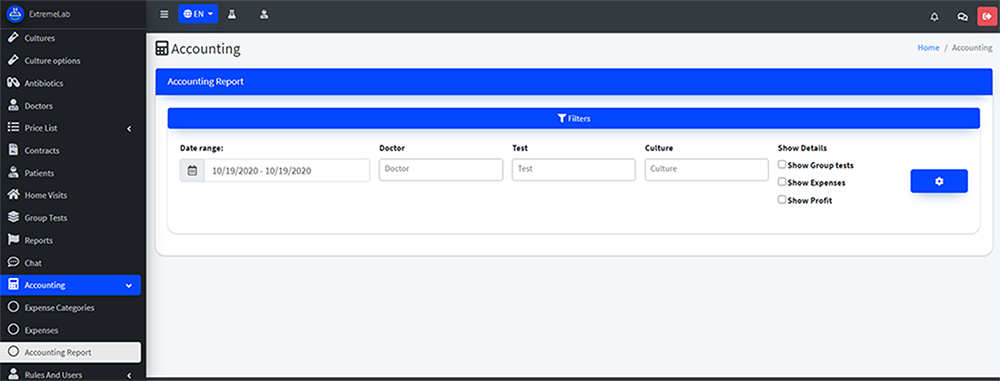 ExtremeLab
EN
Cultures
Culture options
Antibiotics
Doctors
Price List
Contracts
Patients
Home Visits
Group Tests
Reports
Chat
Accounting
Expense Categories
Expenses
Accounting Report
Rules And Users
Accounting
Home / Accounting
Accounting Report
Filters
Date range:
Doctor
Test
Culture
Show Details
10/19/2020 - 10/19/2020
Doctor
Test
Culture
Show Group tests
Show Expenses
Show Profit